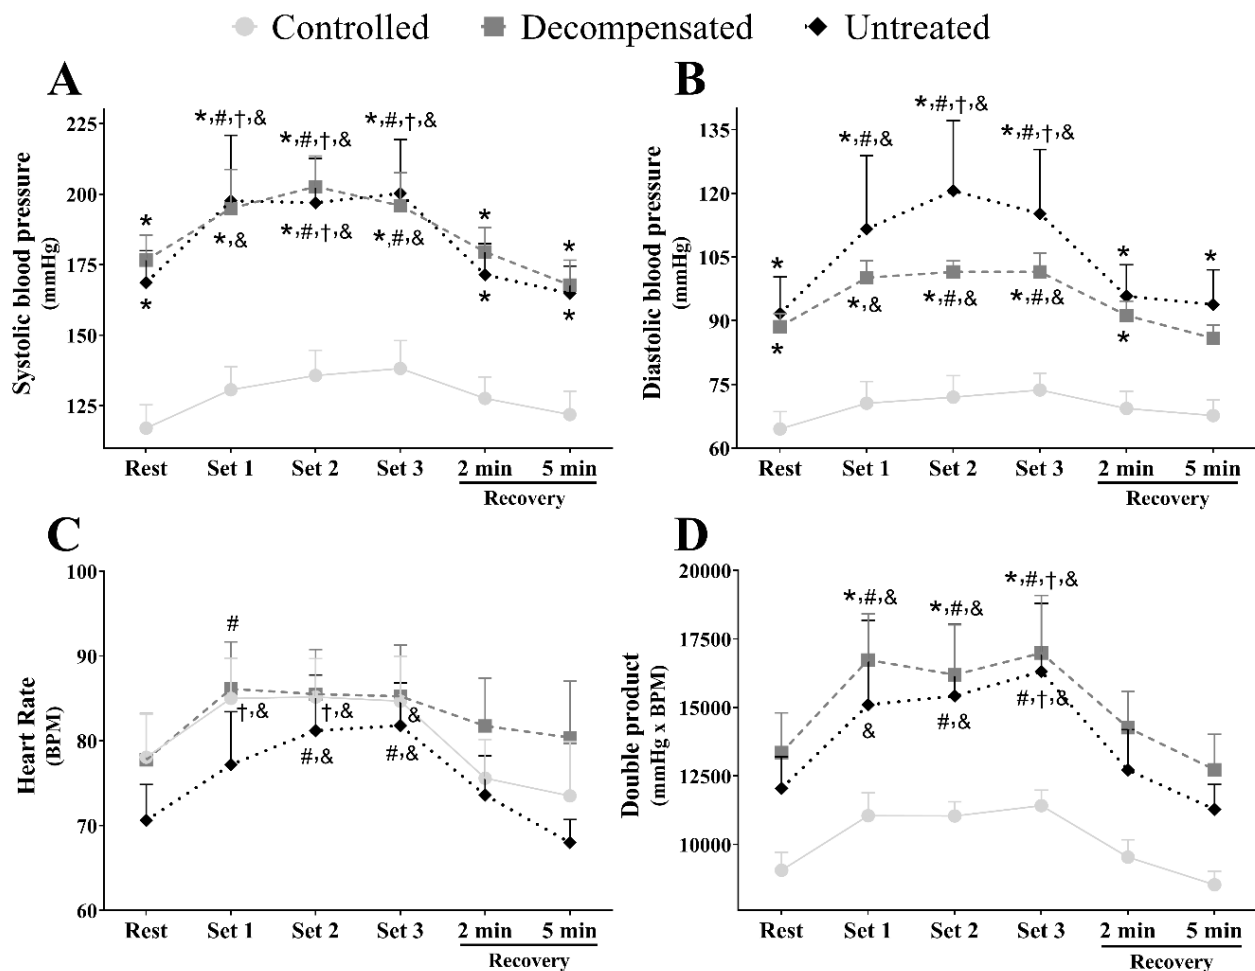 Controlled Decompensated Untreated
A
Systolic blood pressure
(mmHg)
225
200
175
150
125
*,#,†,&
*,#,†,&
*,#,†,&
*
*
*
*,&
*,#,†,&
*,#,&
*
*
*
Rest Set 1 Set 2 Set 3 2 min 5 min
Recovery
B
Diastolic blood pressure
(mmHg)
135
120
105
90
75
60
*,#,&
*,#,†,&
*,#,†,&
*
*
*
*,&
*,#,&
*,#,&
*
*
Rest Set 1 Set 2 Set 3 2 min 5 min
Recovery
C
Heart Rate
(BPM)
100
90
80
70
60
#
†,&
†,&
&
#,&
#,&
Rest Set 1 Set 2 Set 3 2 min 5 min
Recovery
D
Double product
(mmHg x BPM)
20000
17500
15000
12500
10000
*,#,&
*,#,&
*,#,†,&
&
#,&
#,†,&
Rest Set 1 Set 2 Set 3 2 min 5 min
Recovery